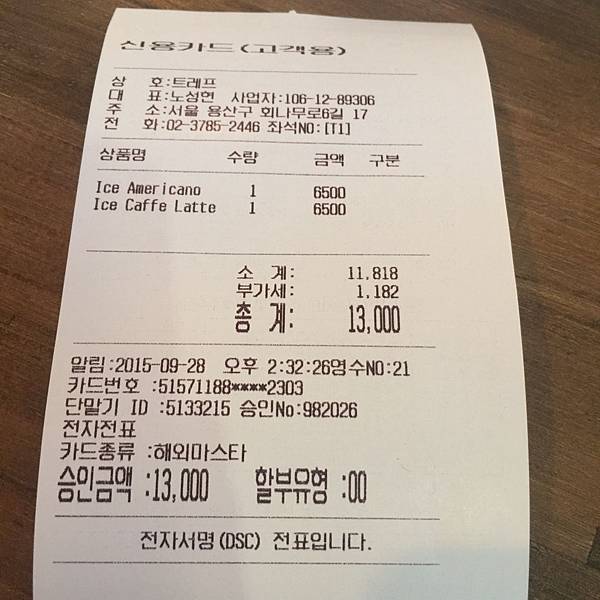 신용카드(고객용)
상 호:트레프
대 표:노성현 사업자:106-12-89306
주 소:서울 용산구 회나무로6길 17
전 화:02-3785-2446 좌석NO:[T1]
상품명 수량 금액 구분
Ice Americano 1 6500
Ice Caffe Latte 1 6500
소 계: 11,818
부가세: 1,182
총 계: 13,000
알림:2015-09-28 오후 2:32:26명수NO:21
카드번호 :51571188****2303
단말기 ID :5133215 승인No:982026
전자전표
카드종류 :해외마스타
승인금액 :13,000 할부유형 :00
전자서명(DSC) 전표입니다.